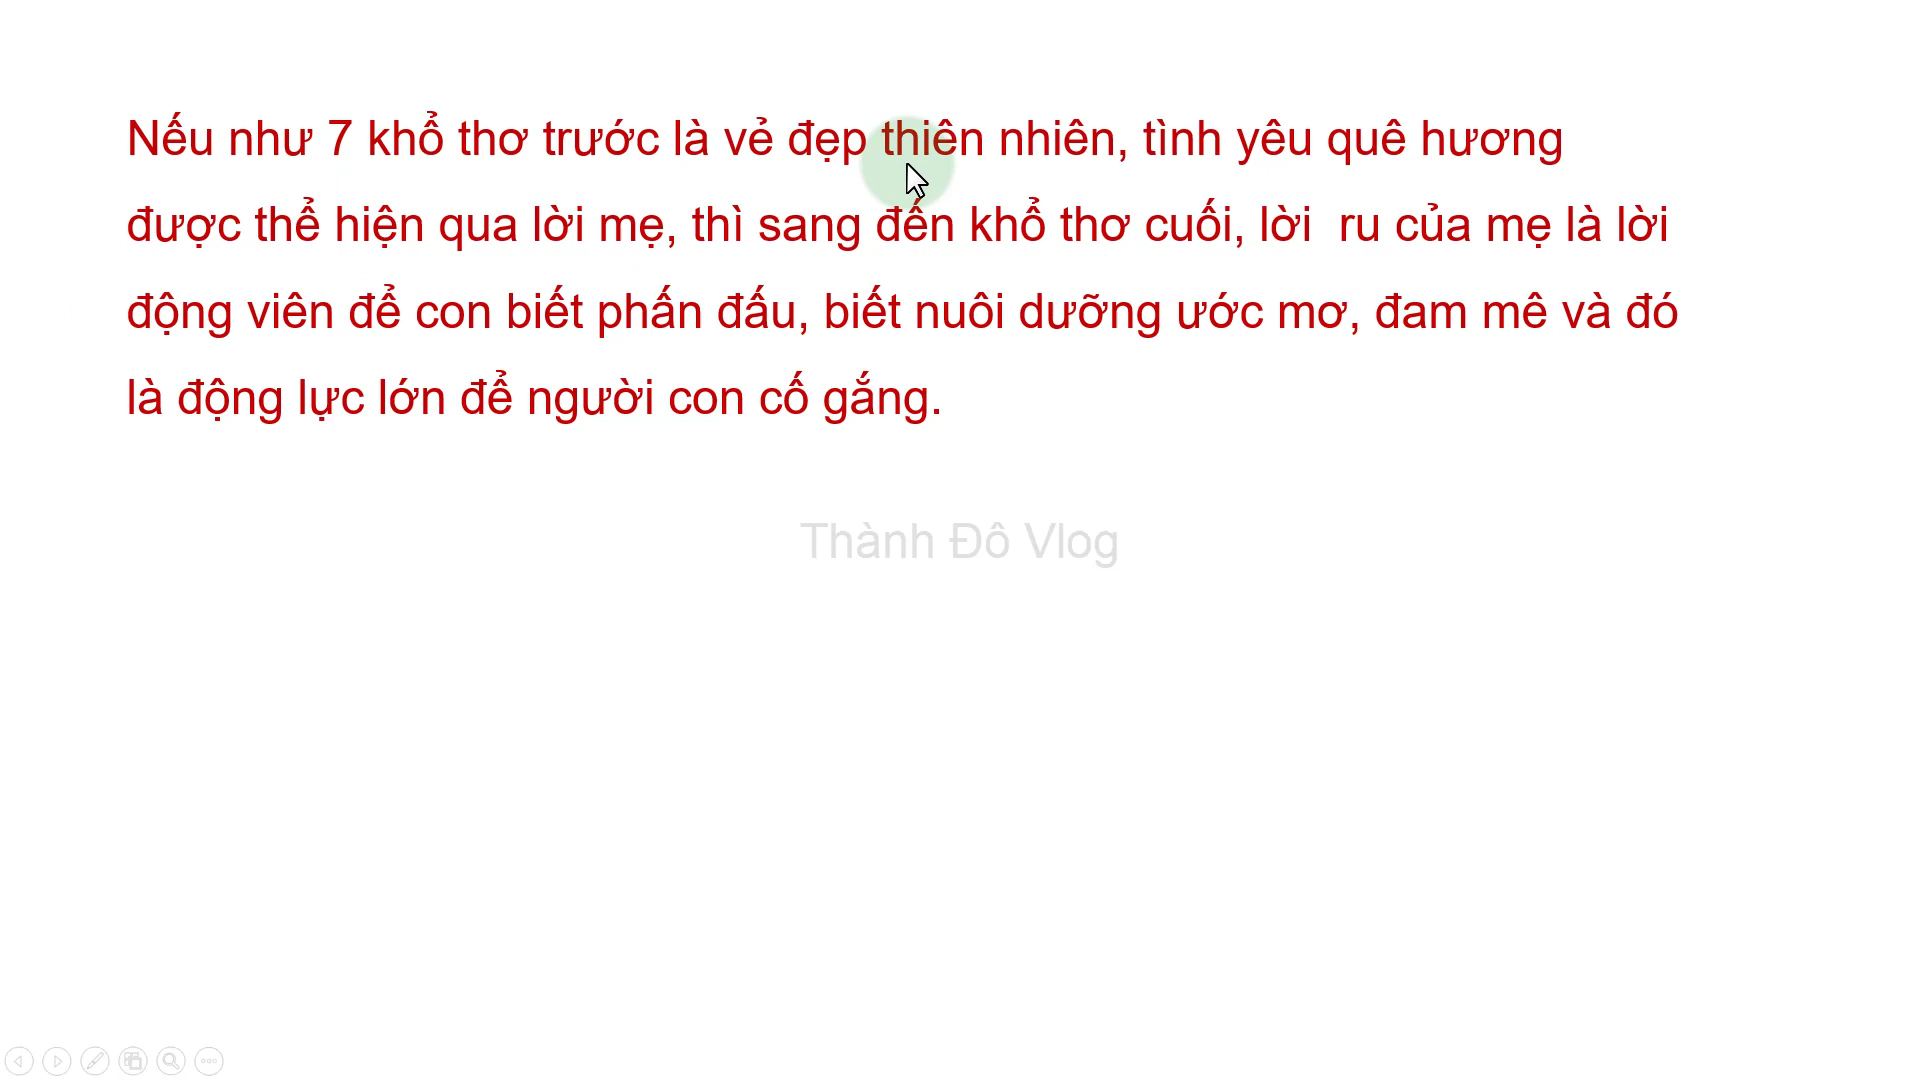 Nếu như 7 khổ thơ trước là vẻ đẹp thiên nhiên, tình yêu quê hương
được thể hiện qua lời mẹ, thì sang đến khổ thơ cuối, lời  ru của mẹ là lời
động viên để con biết phấn đấu, biết nuôi dưỡng ước mơ, đam mê và đó
là động lực lớn để người con cố gắng.
Thành Đô Vlog